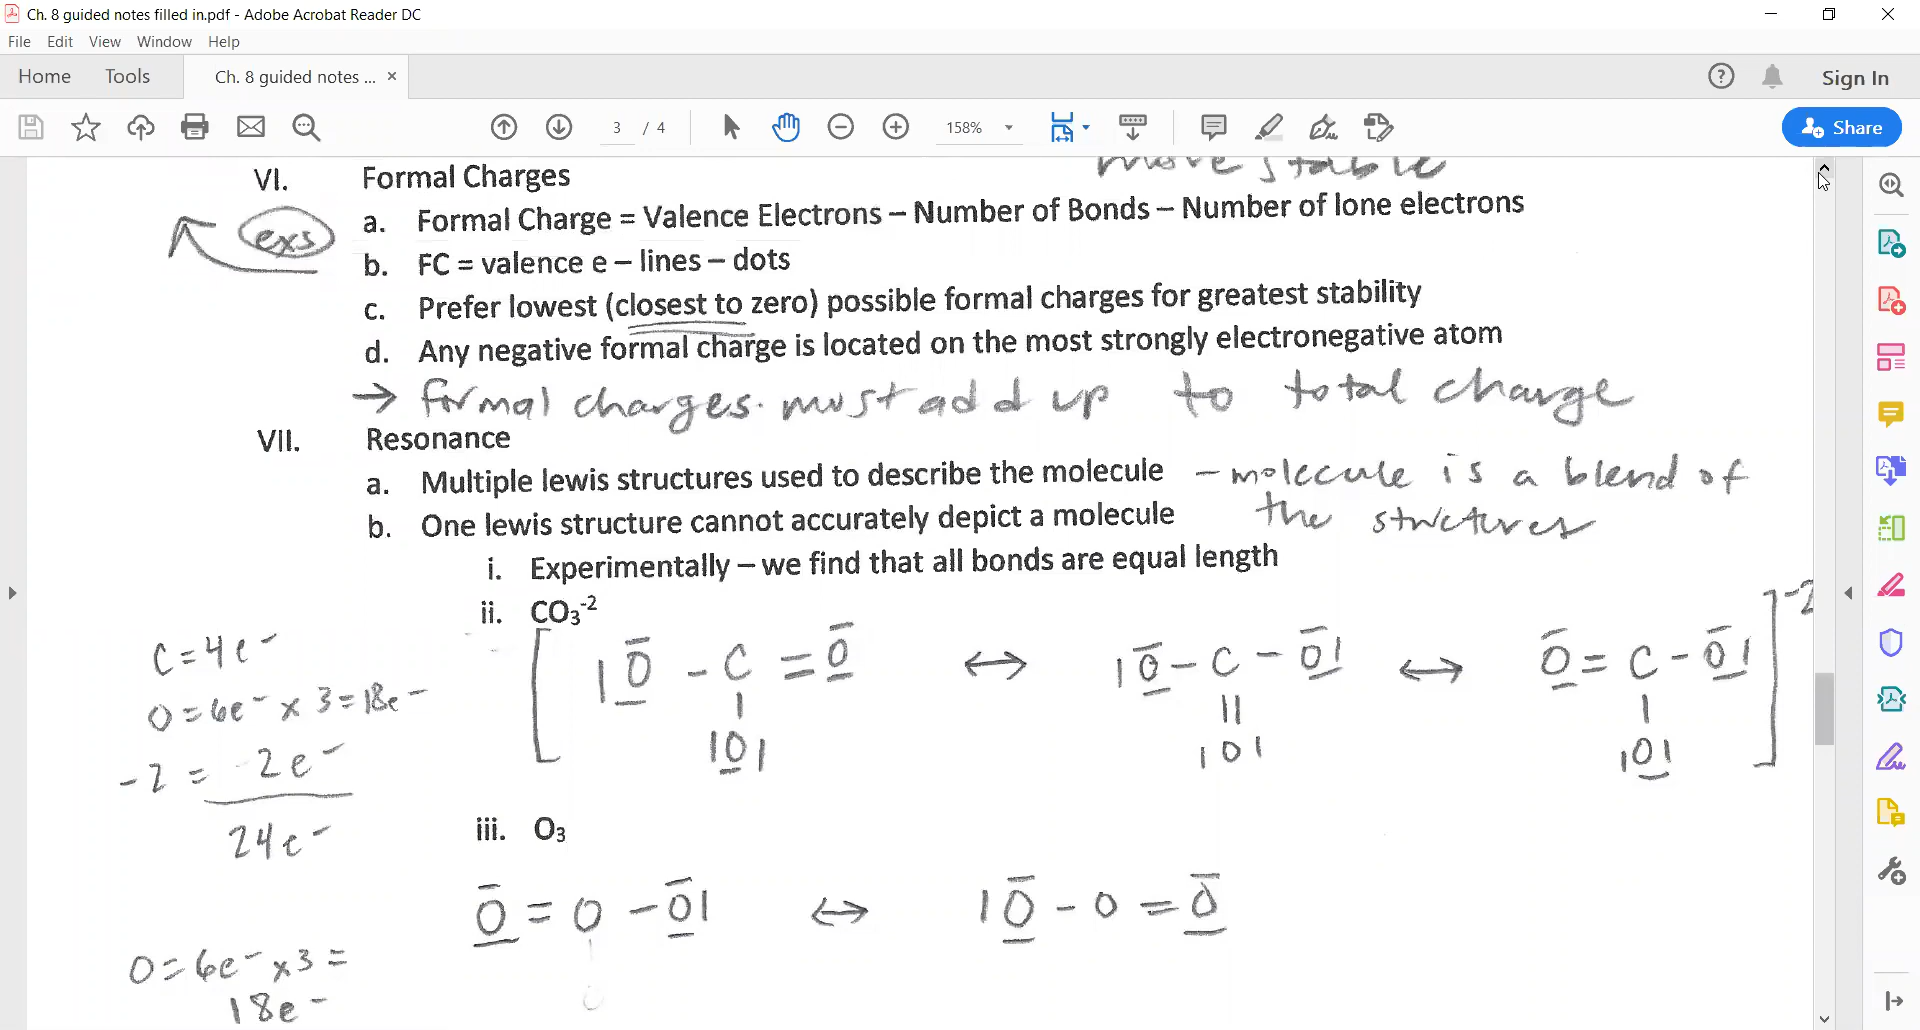 Ch. 8 guided notes filled in.pdf - Adobe Acrobat Reader DC
File Edit View Window Help
Home Tools Ch. 8 guided notes ... × Sign In
3 / 4 158% Share
more stable
VI. Formal Charges
exs
a. Formal Charge = Valence Electrons – Number of Bonds – Number of lone electrons
b. FC = valence e – lines – dots
c. Prefer lowest (closest to zero) possible formal charges for greatest stability
d. Any negative formal charge is located on the most strongly electronegative atom
→ formal charges must add up to total charge
VII. Resonance
a. Multiple lewis structures used to describe the molecule – molecule is a blend of
the structures
b. One lewis structure cannot accurately depict a molecule
i. Experimentally – we find that all bonds are equal length
ii. CO₃⁻²
C = 4e⁻
O = 6e⁻ x 3 = 18e⁻
-2 = 2e⁻
24e⁻
[ |O - C = O ↔ |O - C - O| ↔ O = C - O| ]⁻²
| || |
|O| |O| |O|
iii. O₃
O = O - O| ↔ |O - O = O
O = 6e⁻ x 3 =
18e⁻